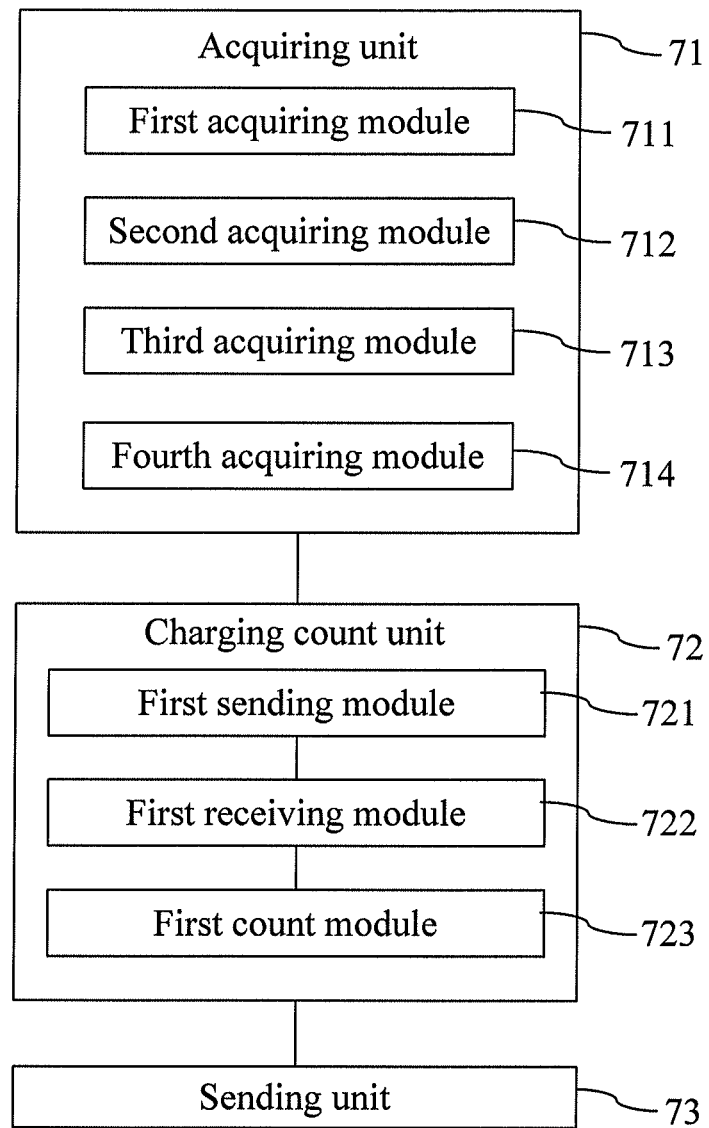 Acquiring unit
71
First acquiring module
711
Second acquiring module
712
Third acquiring module
713
Fourth acquiring module
714
Charging count unit
72
First sending module
721
First receiving module
722
First count module
723
Sending unit
73